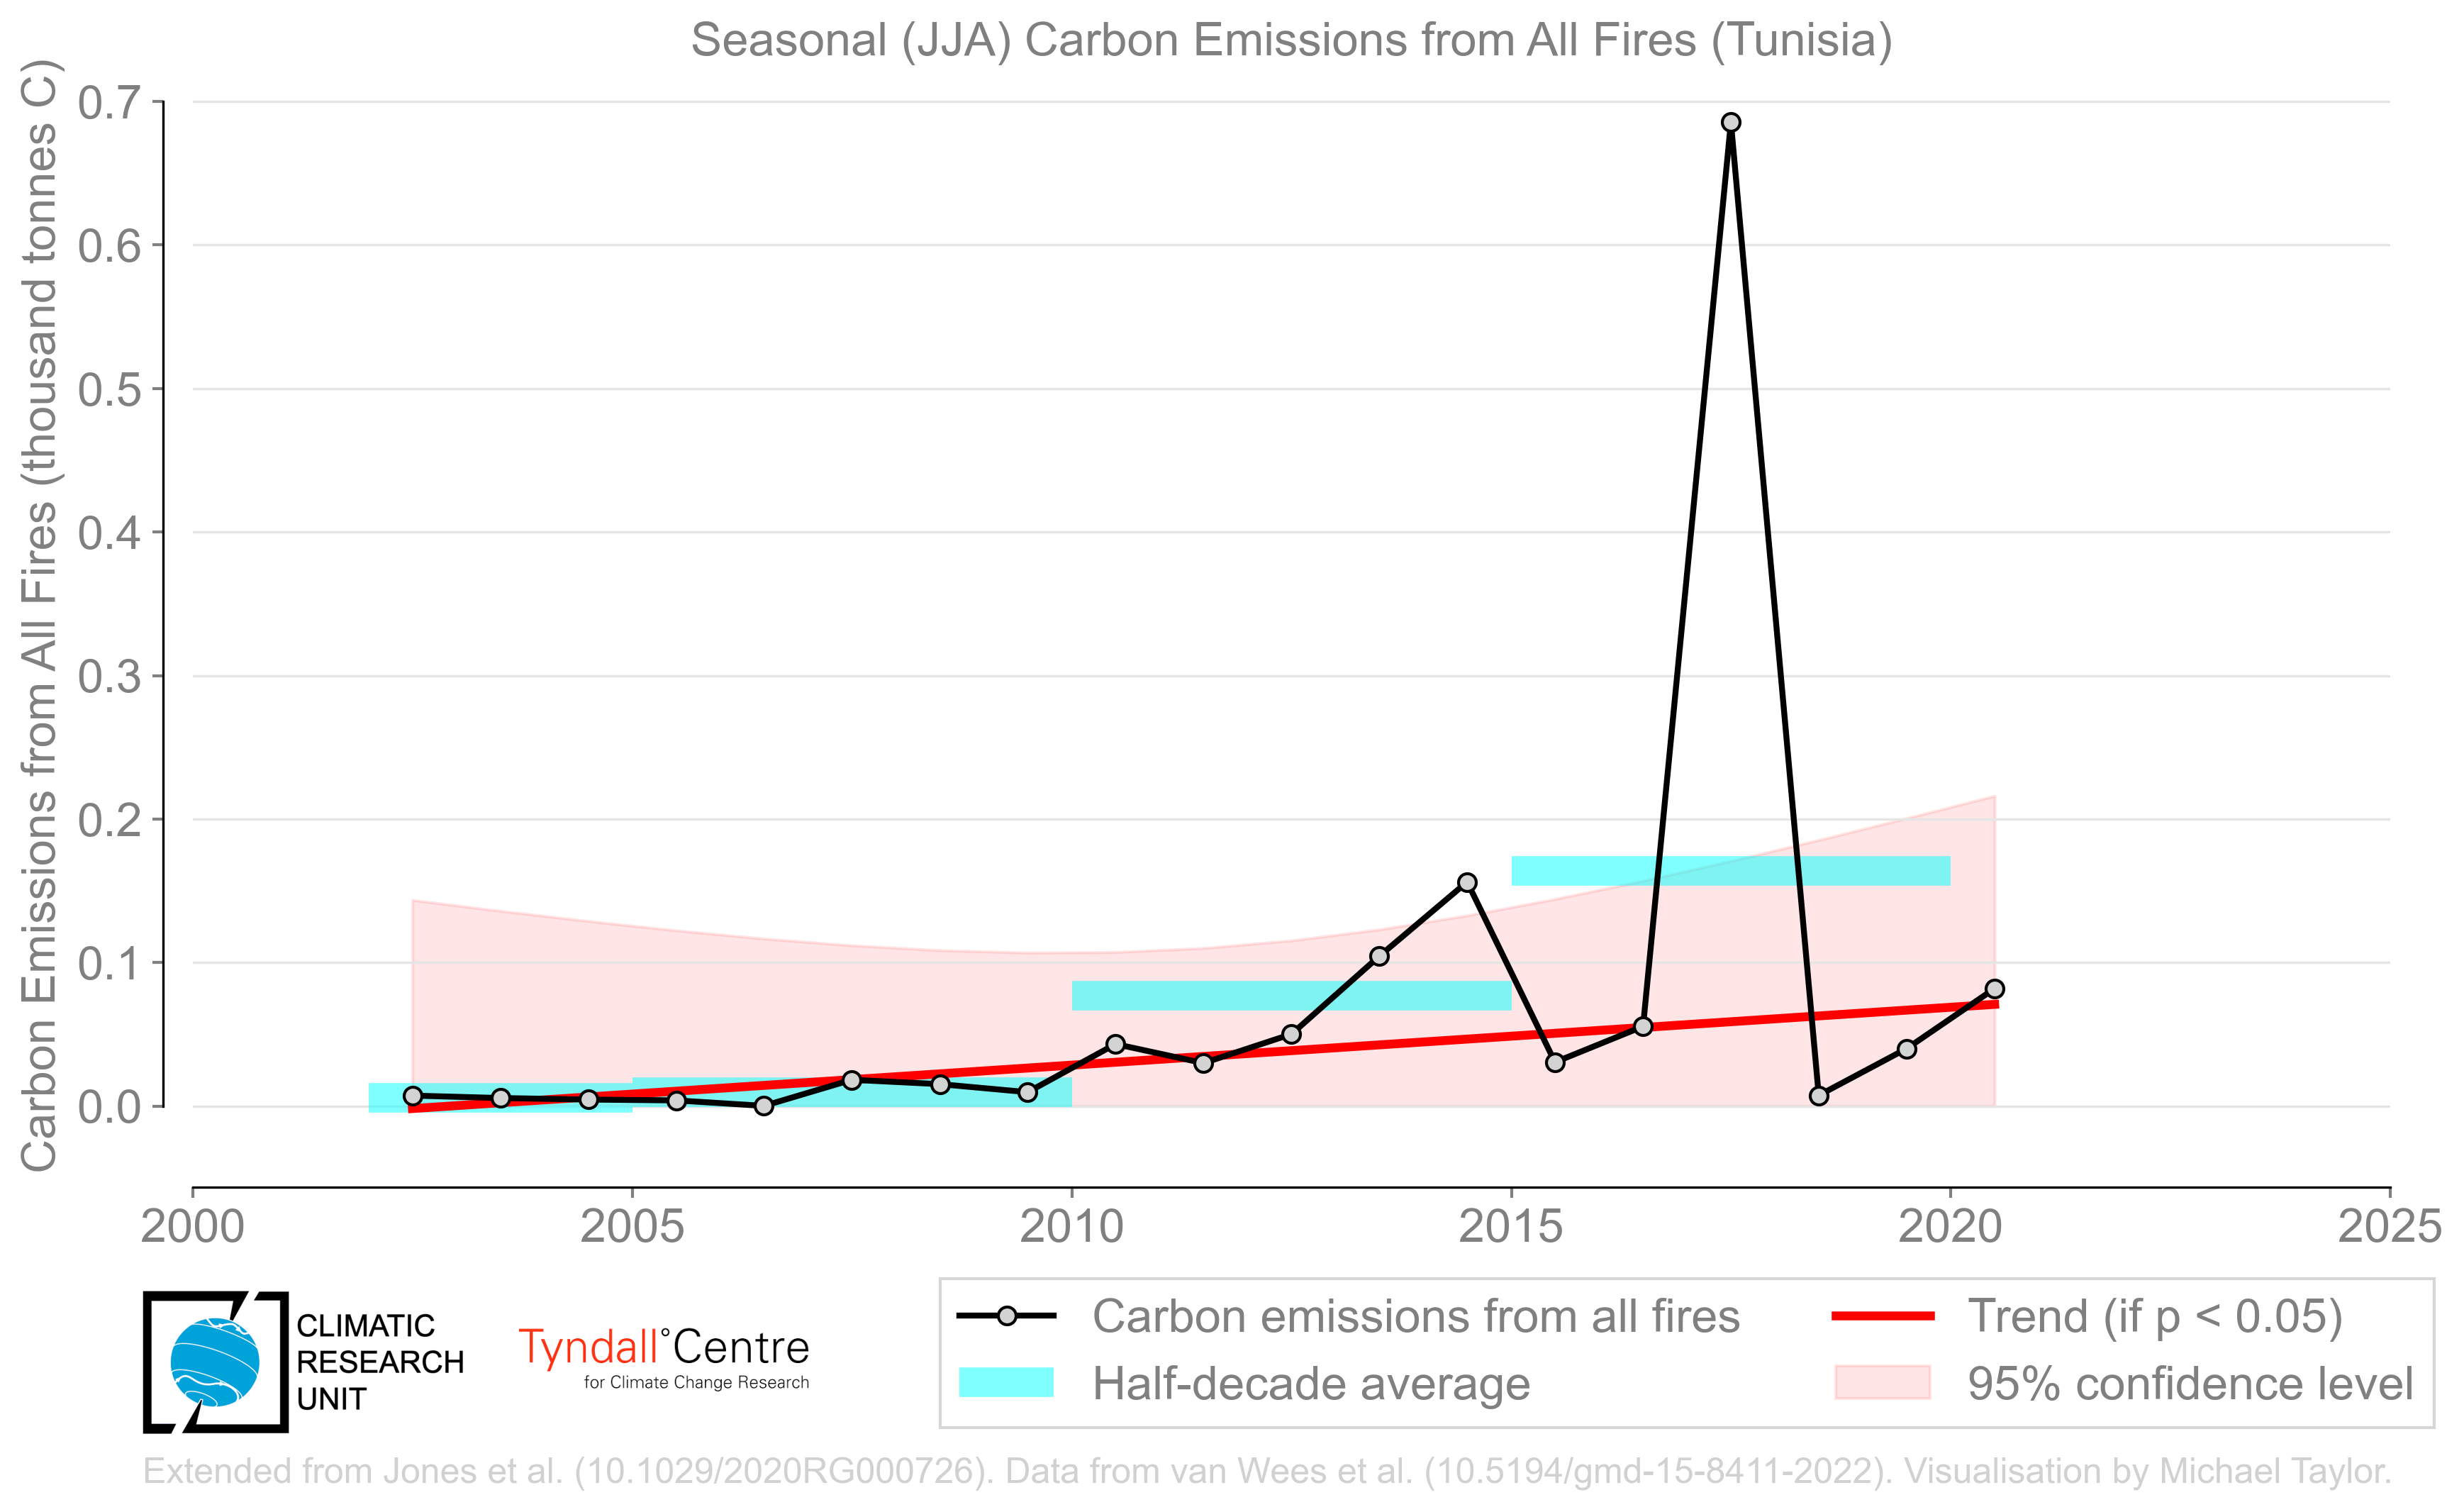 Seasonal (JJA) Carbon Emissions from All Fires (Tunisia)
Carbon Emissions from All Fires (thousand tonnes C)
0.7
0.6
0.5
0.4
0.3
0.2
0.1
0.0
2000 2005 2010 2015 2020 2025
CLIMATIC
RESEARCH
UNIT
Tyndall°Centre
for Climate Change Research
Carbon emissions from all fires
Half-decade average
Trend (if p < 0.05)
95% confidence level
Extended from Jones et al. (10.1029/2020RG000726). Data from van Wees et al. (10.5194/gmd-15-8411-2022). Visualisation by Michael Taylor.